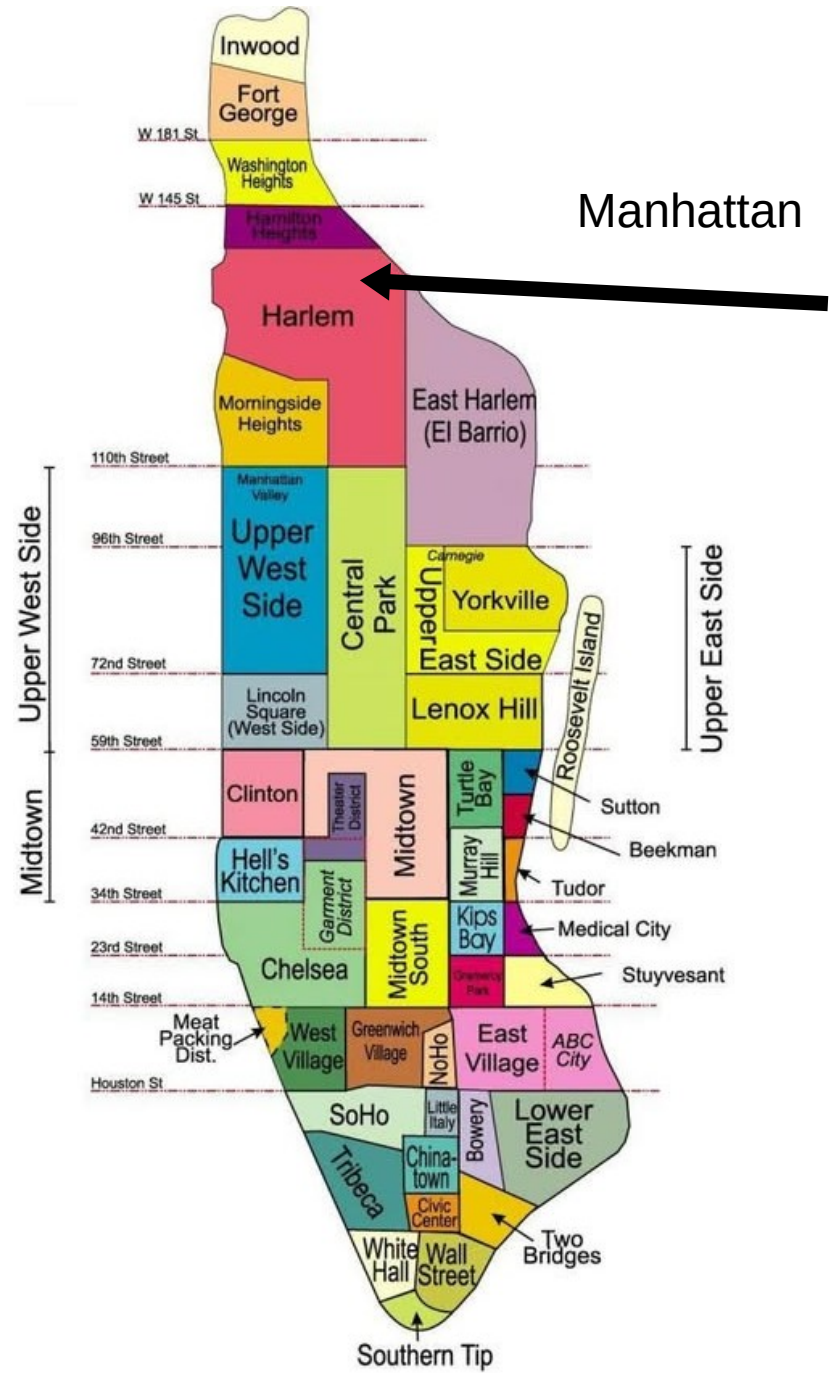 Inwood
Fort
George
W 181 St
Washington
Heights
W 145 St
Manhattan
Hamilton
Heights
Harlem
Morningside
Heights
East Harlem
(El Barrio)
110th Street
Manhattan
Valley
Upper
West
Side
Central
Park
96th Street
Carnegie
Upper
East Side
Yorkville
Upper West Side
Upper East Side
Roosevelt Island
72nd Street
Lincoln
Square
(West Side)
Lenox Hill
59th Street
Midtown
Clinton
Theater
District
Midtown
Turtle
Bay
Sutton
42nd Street
Beekman
Hell's
Kitchen
Murray
Hill
Tudor
34th Street
Garment
District
Kips
Bay
Medical City
23rd Street
Chelsea
Midtown
South
Gramercy
Park
Stuyvesant
14th Street
Meat
Packing
Dist.
West
Village
Greenwich
Village
NoHo
East
Village
ABC
City
Houston St
SoHo
Little
Italy
Bowery
Lower
East
Side
Tribeca
China-
town
Civic
Center
Two
Bridges
White
Hall
Wall
Street
Southern Tip